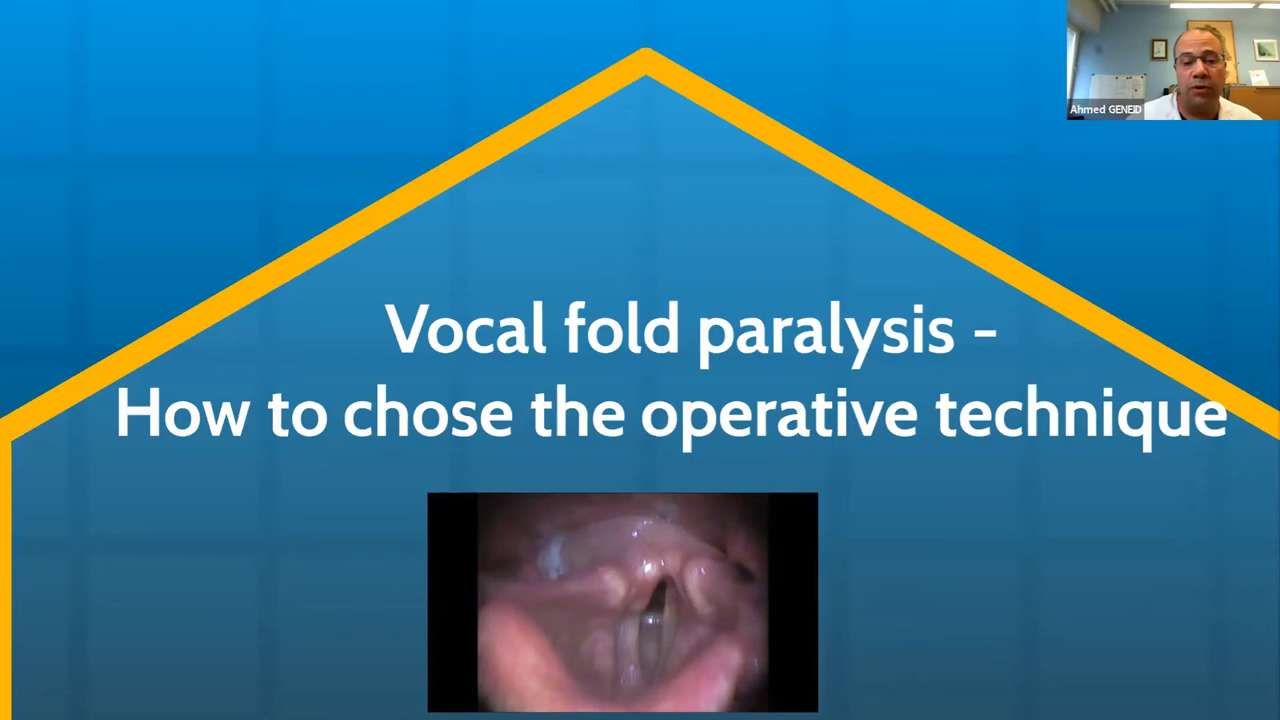 Ahmed GENEID
Vocal fold paralysis -
How to chose the operative technique